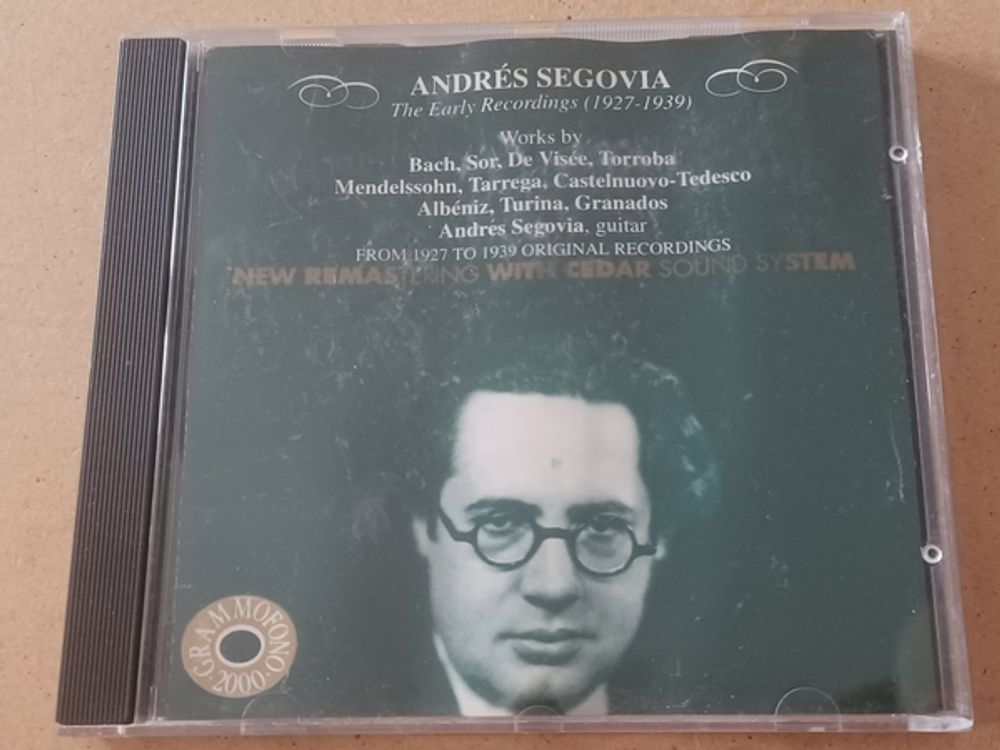 ANDRÉS SEGOVIA
The Early Recordings (1927-1939)
Works by
Bach, Sor, De Visée, Torroba
Mendelssohn, Tarrega, Castelnuovo-Tedesco
Albéniz, Turina, Granados
Andrés Segovia, guitar
FROM 1927 TO 1939 ORIGINAL RECORDINGS
NEW REMASTERING WITH CEDAR SOUND SYSTEM
GRAMMOFONO
2000